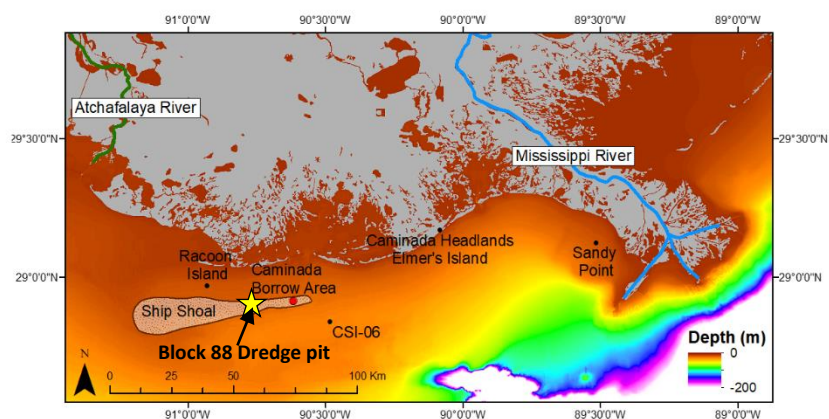 91°0'0"W 90°30'0"W 90°0'0"W 89°30'0"W 89°0'0"W
Atchafalaya River
29°30'0"N
29°30'0"N
Mississippi River
Caminada Headlands
Elmer's Island
Sandy
Point
Racoon
Island
Caminada
Borrow Area
29°0'0"N
29°0'0"N
Ship Shoal
CSI-06
Block 88 Dredge pit
Depth (m)
0
-200
N
0 25 50 100 Km
91°0'0"W 90°30'0"W 90°0'0"W 89°30'0"W 89°0'0"W